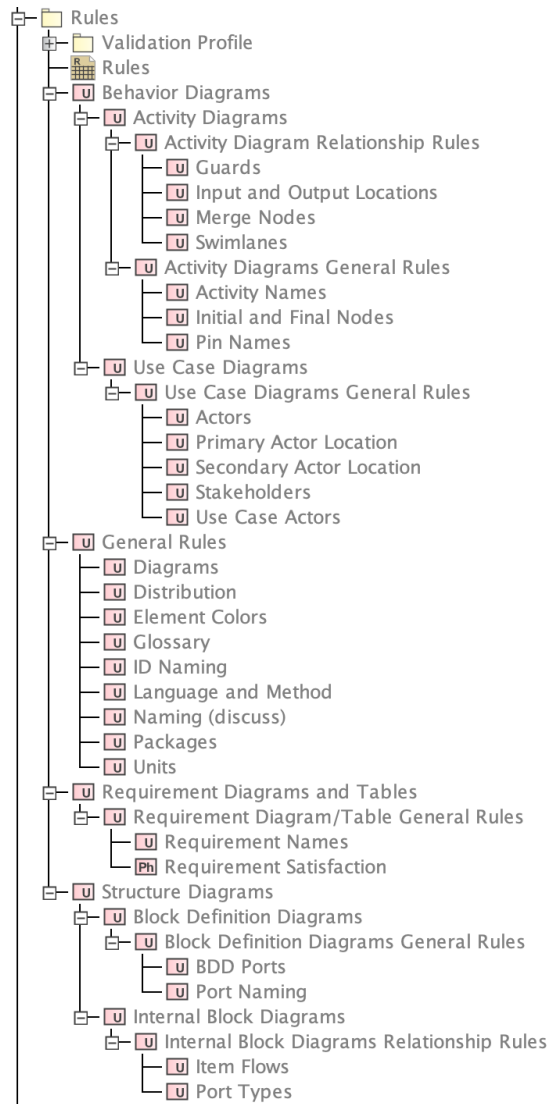 Rules
Validation Profile
R Rules
U Behavior Diagrams
U Activity Diagrams
U Activity Diagram Relationship Rules
U Guards
U Input and Output Locations
U Merge Nodes
U Swimlanes
U Activity Diagrams General Rules
U Activity Names
U Initial and Final Nodes
U Pin Names
U Use Case Diagrams
U Use Case Diagrams General Rules
U Actors
U Primary Actor Location
U Secondary Actor Location
U Stakeholders
U Use Case Actors
U General Rules
U Diagrams
U Distribution
U Element Colors
U Glossary
U ID Naming
U Language and Method
U Naming (discuss)
U Packages
U Units
U Requirement Diagrams and Tables
U Requirement Diagram/Table General Rules
U Requirement Names
Ph Requirement Satisfaction
U Structure Diagrams
U Block Definition Diagrams
U Block Definition Diagrams General Rules
U BDD Ports
U Port Naming
U Internal Block Diagrams
U Internal Block Diagrams Relationship Rules
U Item Flows
U Port Types